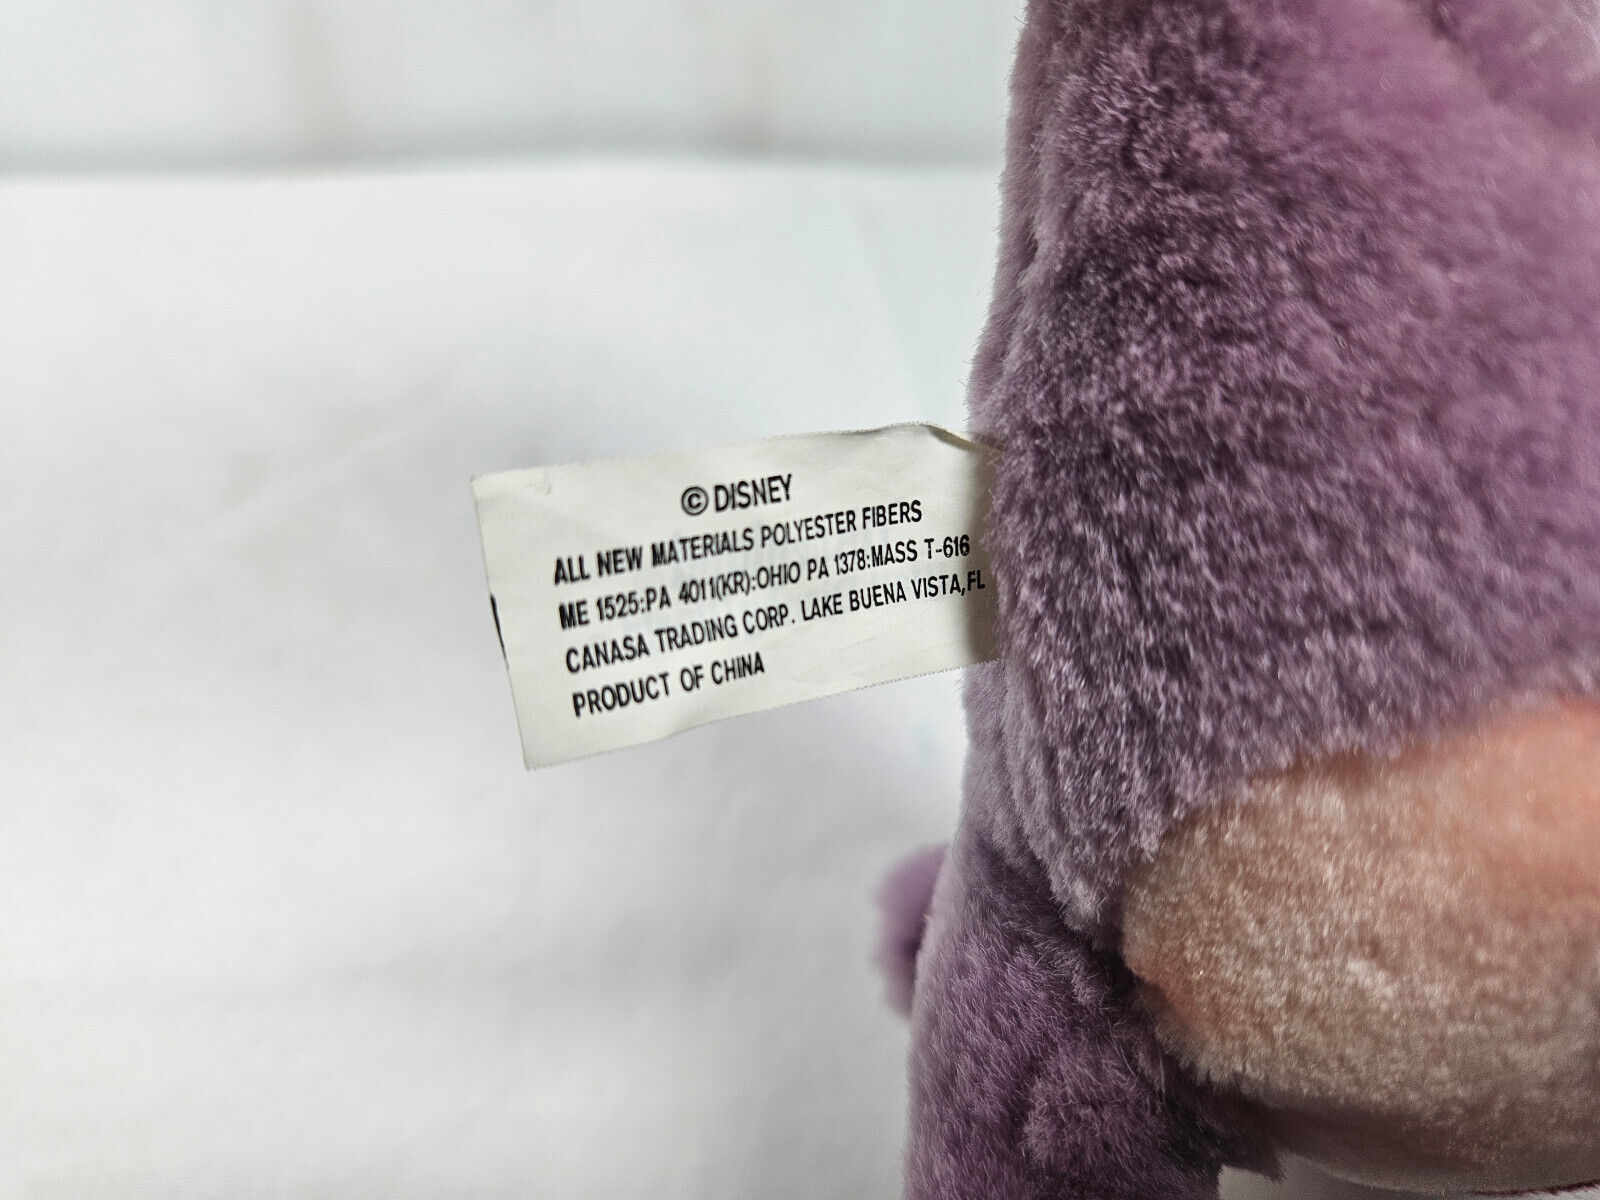 © DISNEY
ALL NEW MATERIALS POLYESTER FIBERS
ME 1525:PA 4011(KR):OHIO PA 1378:MASS T-616
CANASA TRADING CORP. LAKE BUENA VISTA,FL
PRODUCT OF CHINA